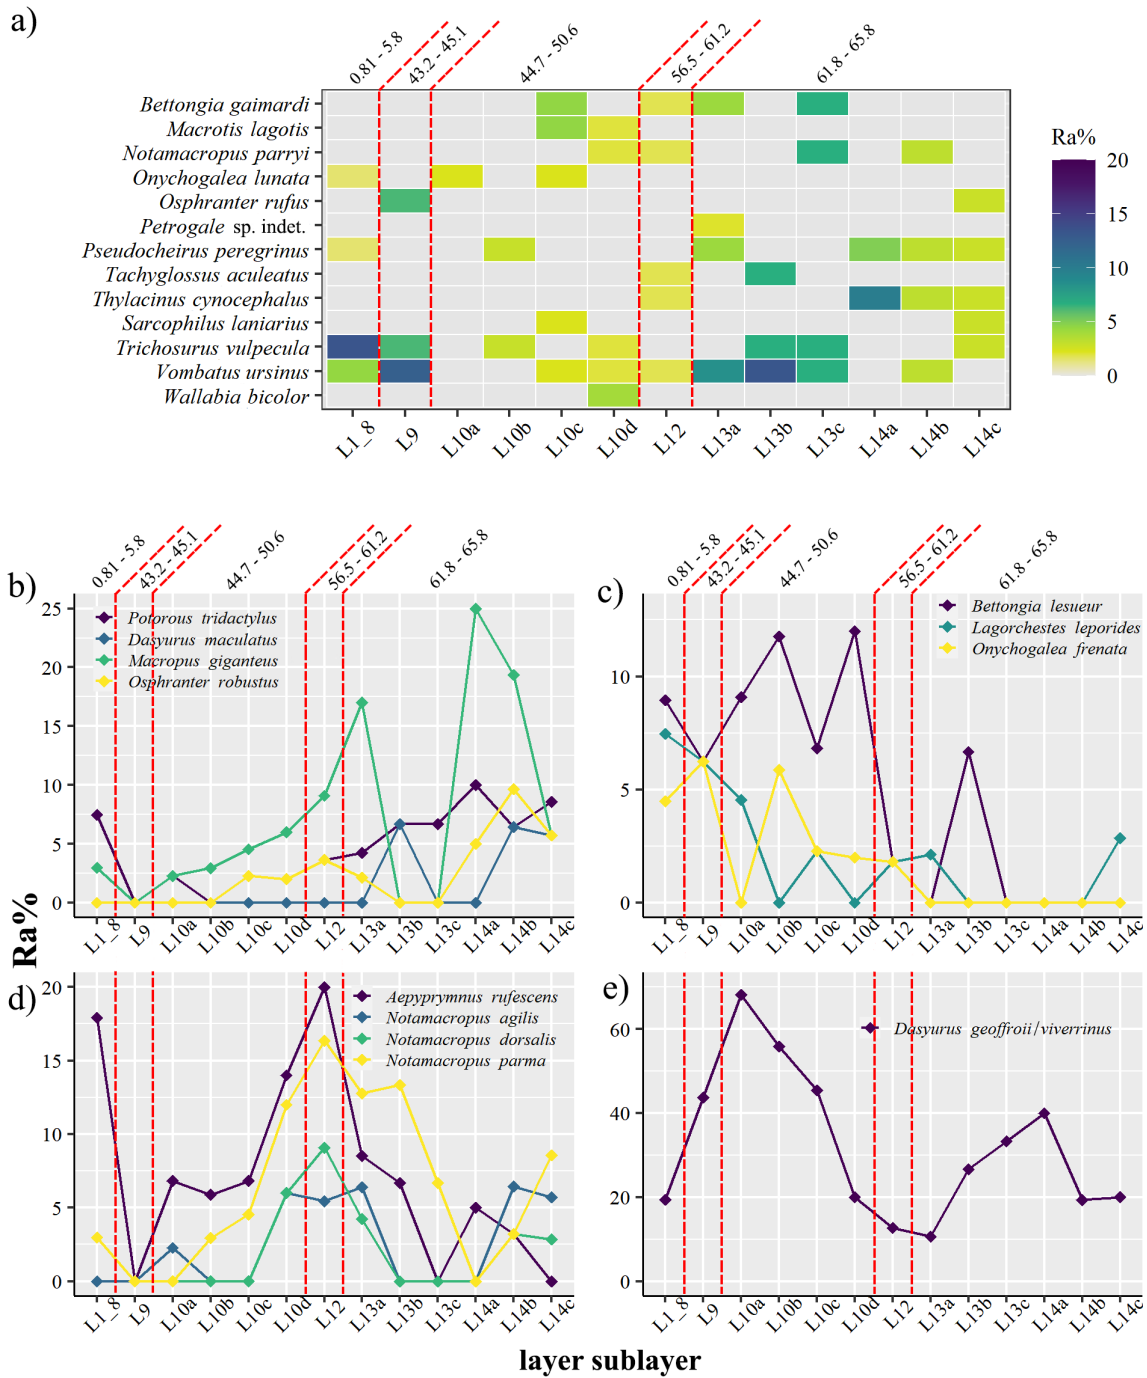 a)
0.81 - 5.8
43.2 - 45.1
44.7 - 50.6
56.5 - 61.2
61.8 - 65.8
Bettongia gaimardi
Macrotis lagotis
Notamacropus parryi
Onychogalea lunata
Osphranter rufus
Petrogale sp. indet.
Pseudocheirus peregrinus
Tachyglossus aculeatus
Thylacinus cynocephalus
Sarcophilus laniarius
Trichosurus vulpecula
Vombatus ursinus
Wallabia bicolor
L1_8 L9 L10a L10b L10c L10d L12 L13a L13b L13c L14a L14b L14c
Ra%
20
15
10
5
0
b)
0.81 - 5.8
43.2 - 45.1
44.7 - 50.6
56.5 - 61.2
61.8 - 65.8
Potorous tridactylus
Dasyurus maculatus
Macropus giganteus
Osphranter robustus
25
20
15
10
5
0
L1_8 L9 L10a L10b L10c L10d L12 L13a L13b L13c L14a L14b L14c
c)
0.81 - 5.8
43.2 - 45.1
44.7 - 50.6
56.5 - 61.2
61.8 - 65.8
Bettongia lesueur
Lagorchestes leporides
Onychogalea frenata
10
5
0
L1_8 L9 L10a L10b L10c L10d L12 L13a L13b L13c L14a L14b L14c
Ra%
d)
Aepyprymnus rufescens
Notamacropus agilis
Notamacropus dorsalis
Notamacropus parma
20
15
10
5
0
L1_8 L9 L10a L10b L10c L10d L12 L13a L13b L13c L14a L14b L14c
e)
Dasyurus geoffroii/viverrinus
60
40
20
0
L1_8 L9 L10a L10b L10c L10d L12 L13a L13b L13c L14a L14b L14c
layer sublayer